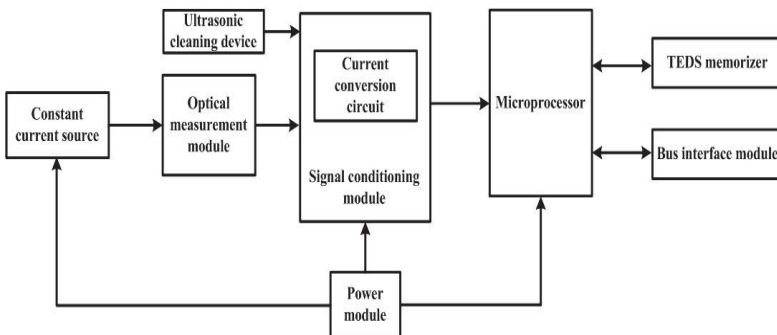 Ultrasonic
cleaning device
Constant
current source
Optical
measurement
module
Current
conversion
circuit
Signal conditioning
module
Microprocessor
TEDS memorizer
Bus interface module
Power
module